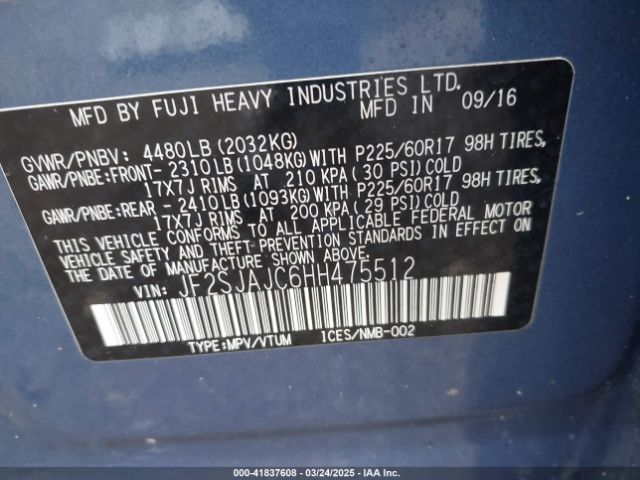 MFD BY FUJI HEAVY INDUSTRIES LTD.
MFD IN 09/16
GVWR/PNBV: 4480LB (2032KG)
GAWR/PNBE:FRONT- 2310LB (1048KG) WITH P225/60R17 98H TIRES,
17X7J RIMS AT 210 KPA ( 30 PSI) COLD
GAWR/PNBE:REAR - 2410LB (1093KG) WITH P225/60R17 98H TIRES,
17X7J RIMS AT 200 KPA ( 29 PSI) COLD
THIS VEHICLE CONFORMS TO ALL APPLICABLE FEDERAL MOTOR
VEHICLE SAFETY AND THEFT-PREVENTION STANDARDS IN EFFECT ON
THE DATE OF MANUFACTURE SHOWN ABOVE.
VIN: JF2SJAJC6HH475512
TYPE:MPV/VTUM ICES/NMB-002
000-41837608 - 03/24/2025 - IAA Inc.